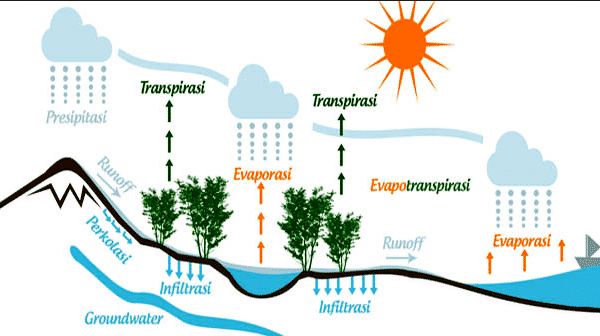 Transpirasi
Transpirasi
Presipitasi
Runoff
Evaporasi
Evapotranspirasi
Perkolasi
Runoff
Evaporasi
Infiltrasi
Infiltrasi
Groundwater